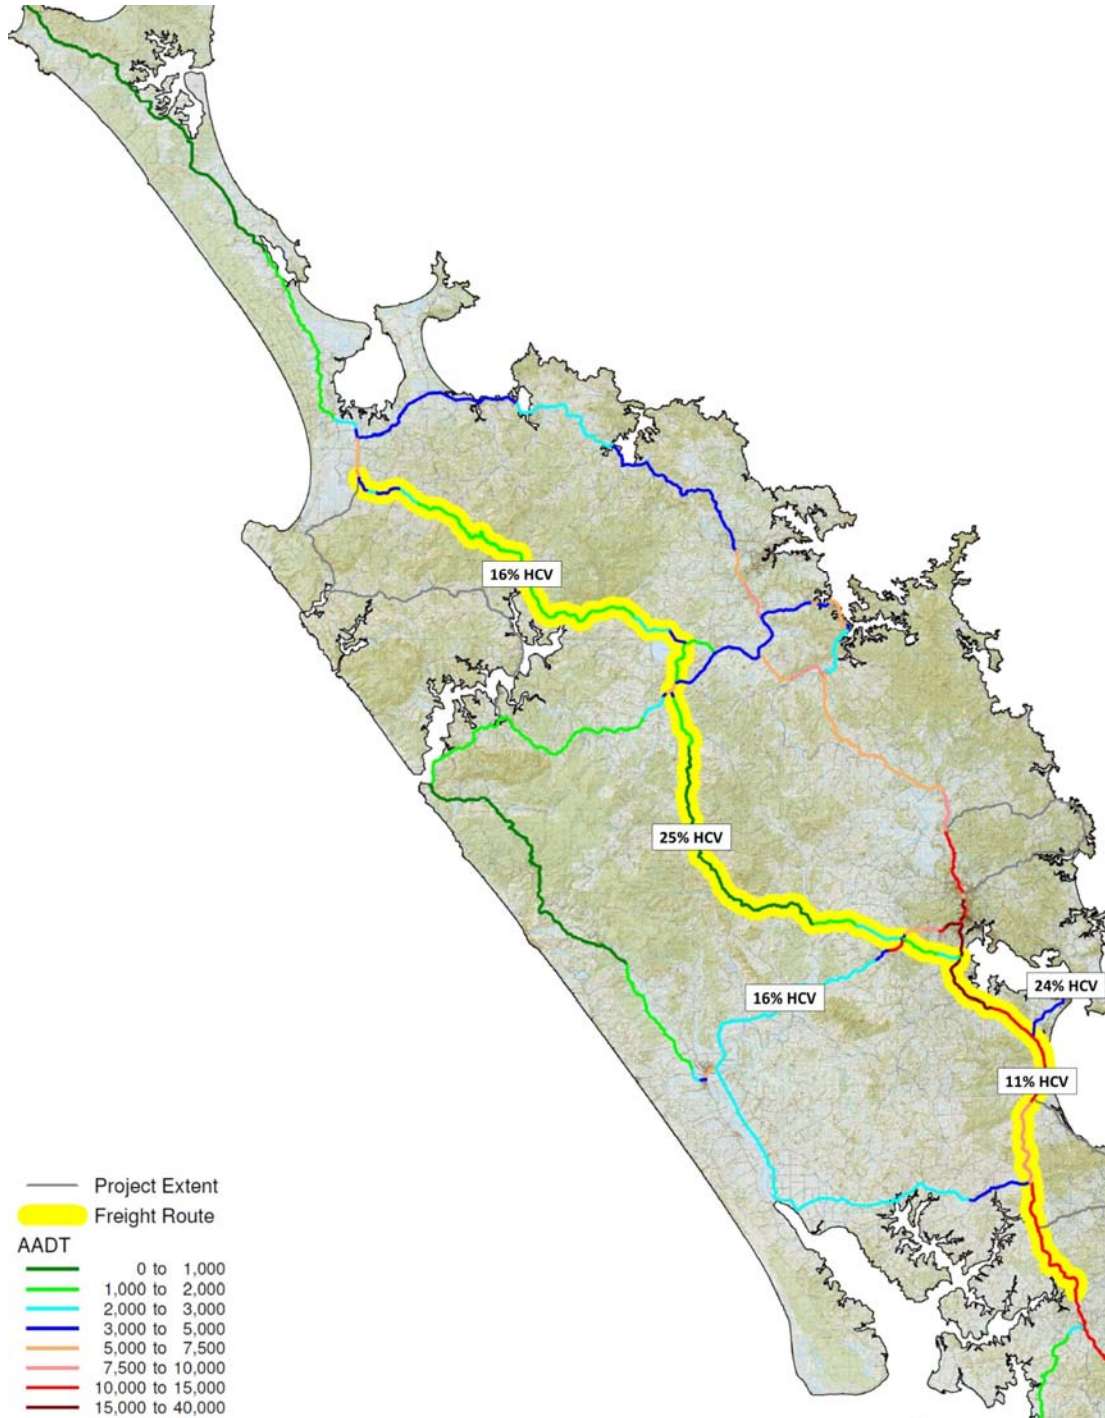 16% HCV
25% HCV
16% HCV
24% HCV
11% HCV
Project Extent
Freight Route
AADT
0 to 1,000
1,000 to 2,000
2,000 to 3,000
3,000 to 5,000
5,000 to 7,500
7,500 to 10,000
10,000 to 15,000
15,000 to 40,000